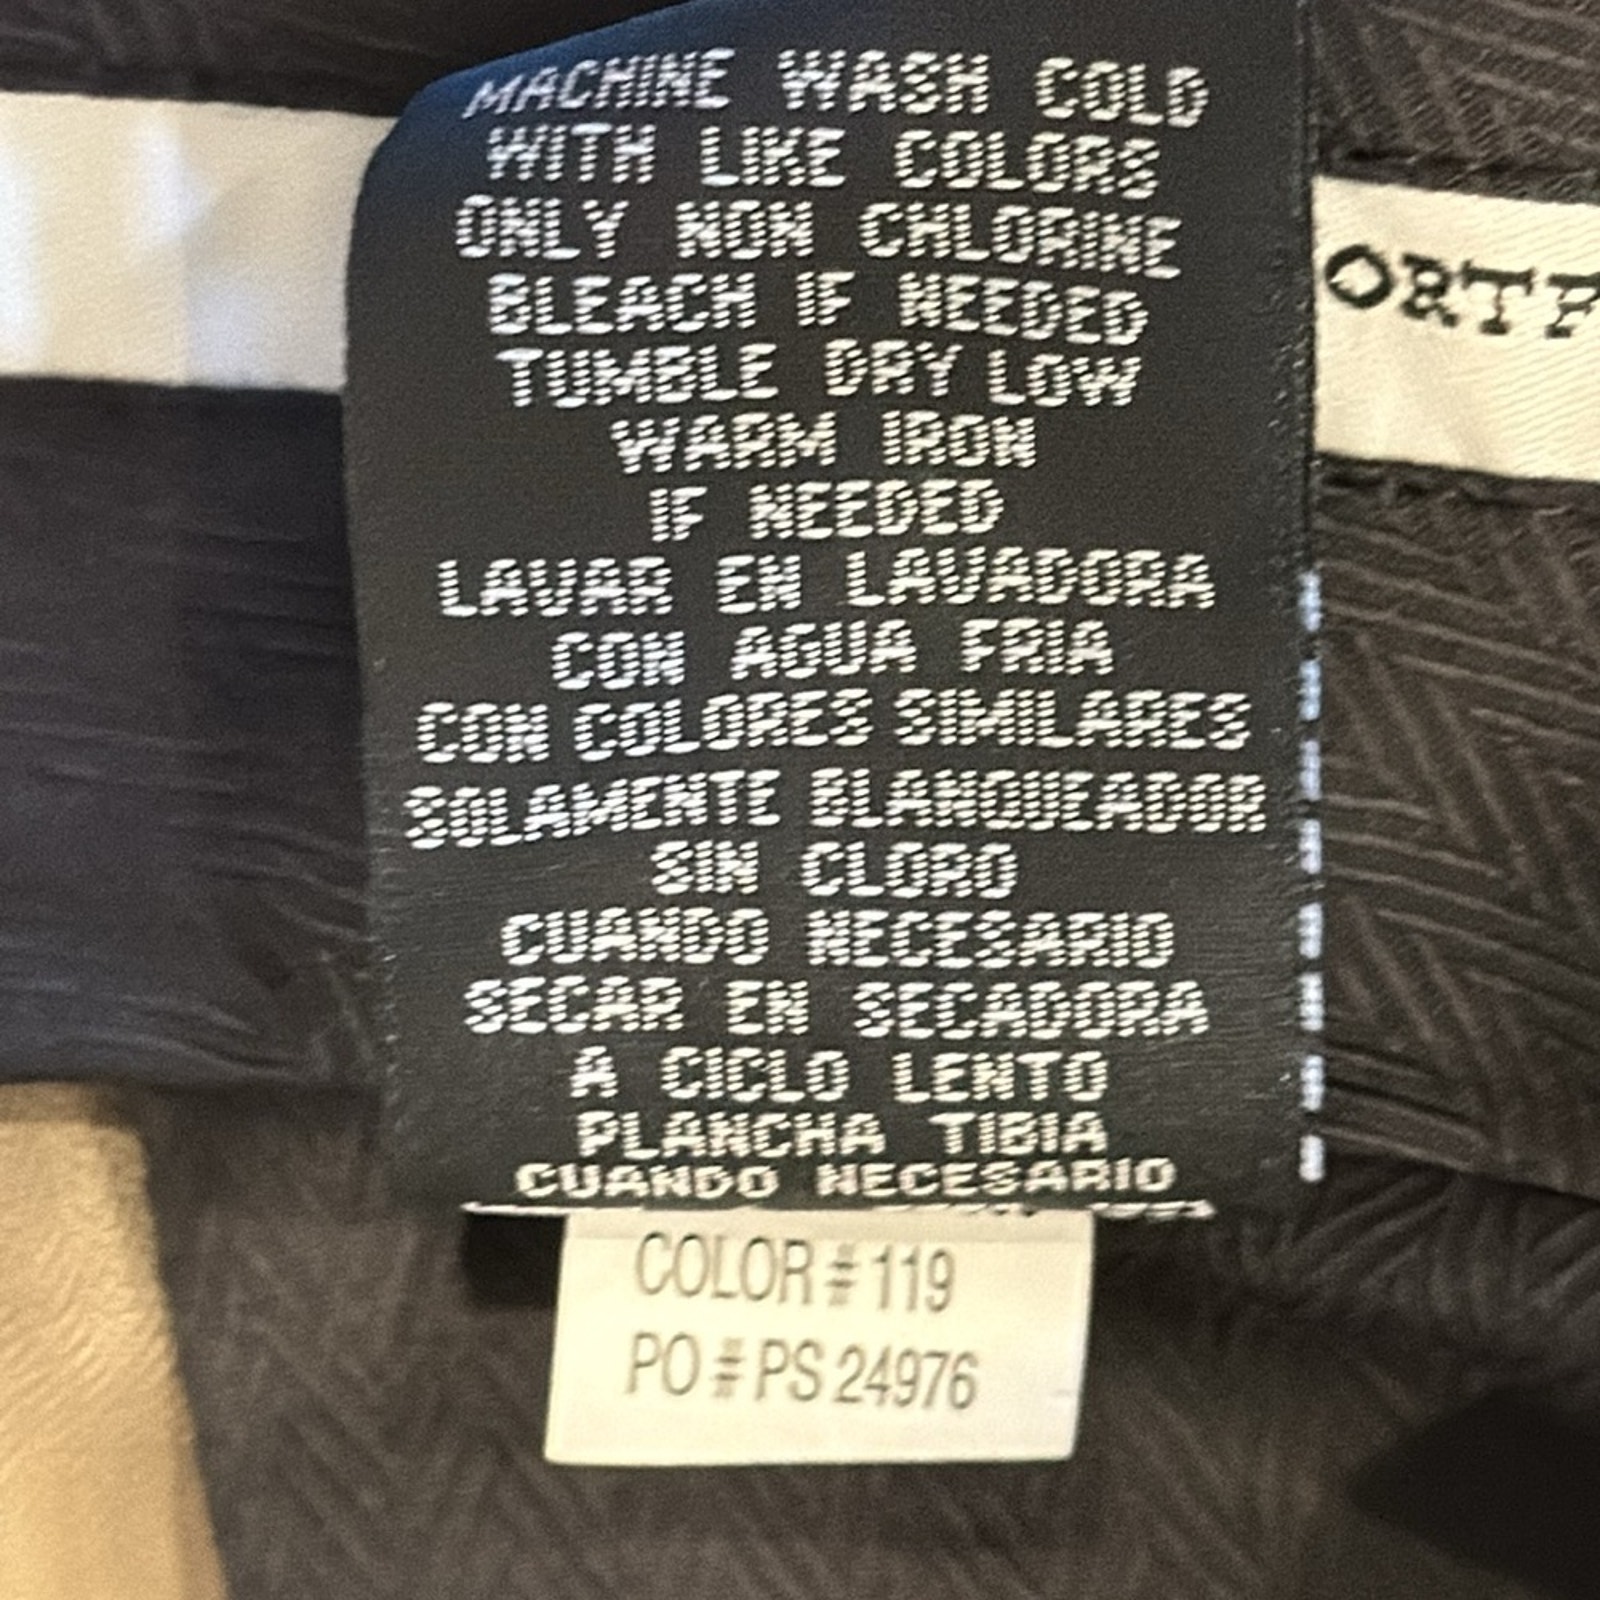 MACHINE WASH COLD
WITH LIKE COLORS
ONLY NON CHLORINE
BLEACH IF NEEDED
TUMBLE DRY LOW
WARM IRON
IF NEEDED
LAVAR EN LAVADORA
CON AGUA FRIA
CON COLORES SIMILARES
SOLAMENTE BLANQUEADOR
SIN CLORO
CUANDO NECESARIO
SECAR EN SECADORA
A CICLO LENTO
PLANCHA TIBIA
CUANDO NECESARIO
COLOR # 119
PO # PS 24976